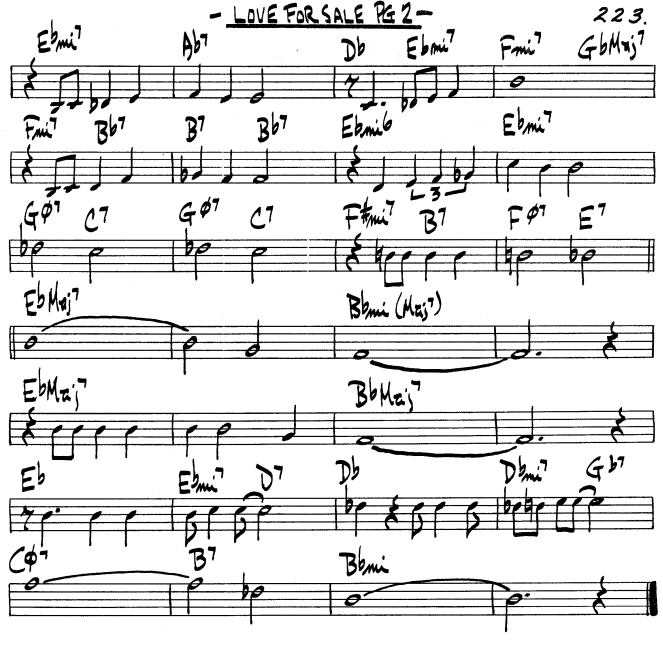 - LOVE FOR SALE PG 2 -
223.
Ebmi7 Ab7 Db Ebmi7 Fmi7 GbMaj7
Fmi7 Bb7 B7 Bb7 Ebmi6 Ebmi7
3
GØ7 C7 GØ7 C7 F#mi7 B7 FØ7 E7
EbMaj7 Bbmi (Maj7)
EbMaj7 BbMaj7
Eb Ebmi7 D7 Db Dbmi7 Gb7
CØ7 B7 Bbmi